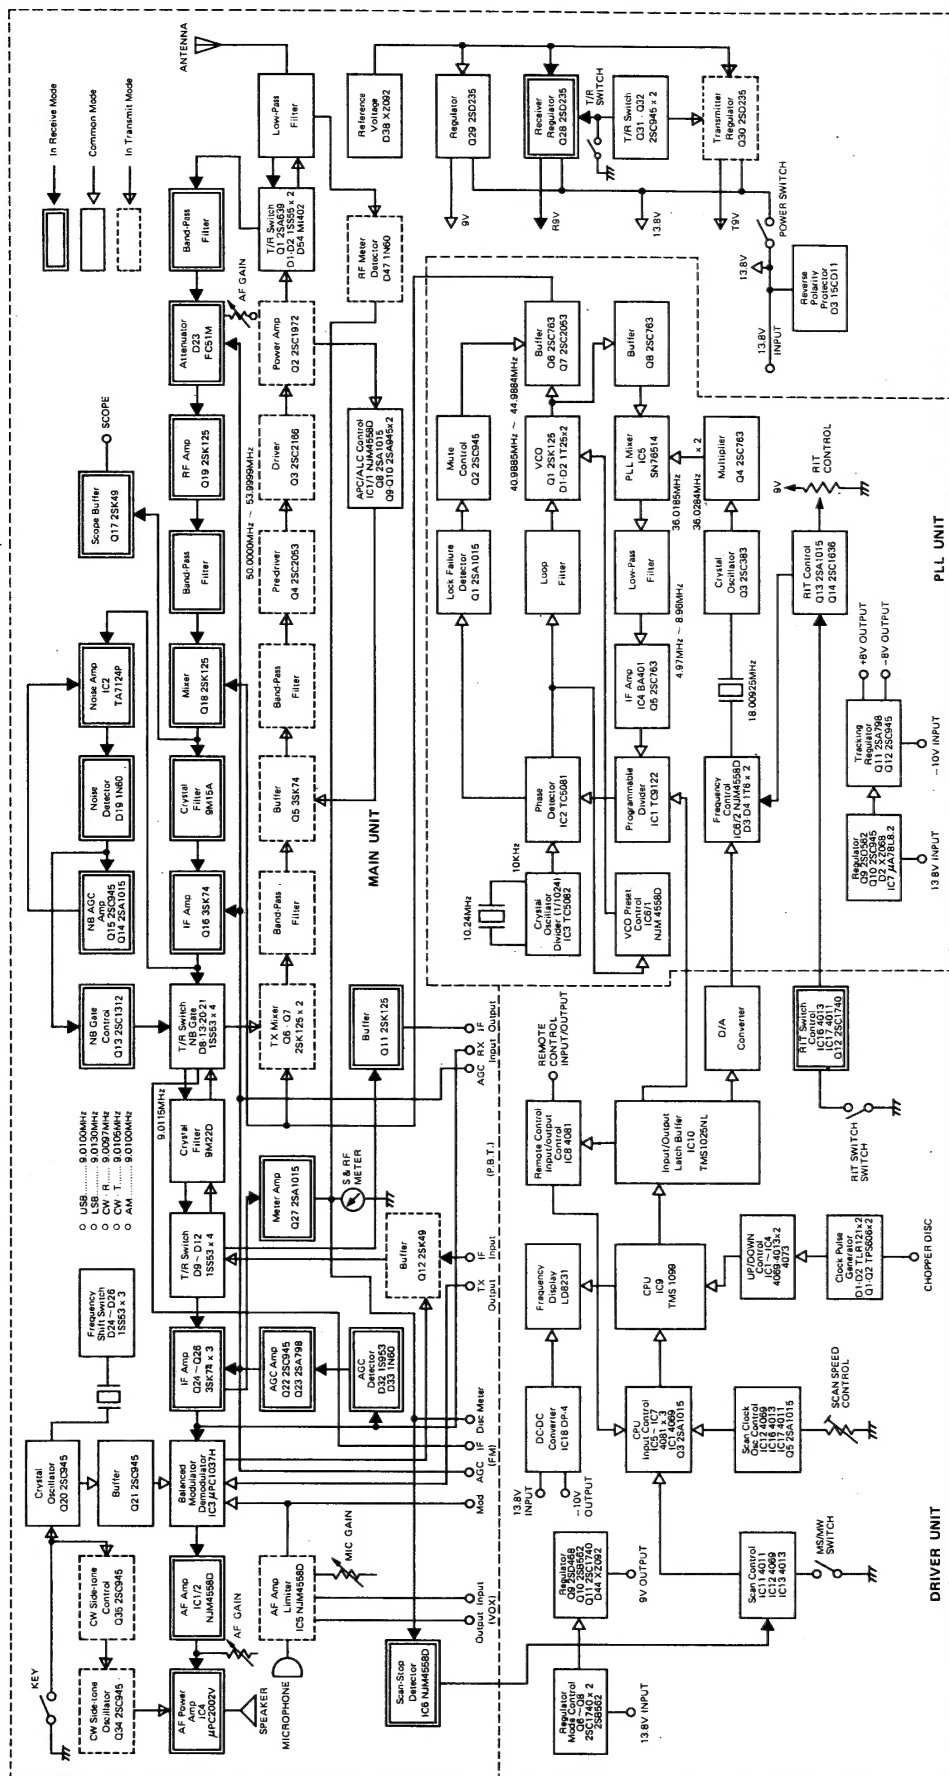 In Receive Mode
Common Mode
In Transmit Mode
ANTENNA
Low-Pass
Filter
Band-Pass
Filter
T/R Switch
Q1 2SA639
D1·D2 1SS55 × 2
D54 MI402
RF Meter
Detector
D47 1N60
AF GAIN
Attenuator
D23
FC51M
Power Amp
Q2 2SC1972
SCOPE
Scope Buffer
Q17 2SK49
RF Amp
Q19 2SK125
Driver
Q3 2SC2166
APC/ALC Control
IC1/1 NJM4558D
Q8 2SA1015
Q9·Q10 2SA945×2
50.0000MHz ~ 53.9999MHz
Band-Pass
Filter
Pre-driver
Q4 2SC2053
Noise Amp
IC2
TA7124P
Mixer
Q18 2SK125
Band-Pass
Filter
Noise
Detector
D19 1N60
Crystal
Filter
9M15A
Buffer
Q5 3SK74
NB AGC
Amp
Q15 2SC945
Q14 2SA1015
IF Amp
Q16 3SK74
Band-Pass
Filter
MAIN UNIT
NB Gate
Control
Q13 2SC1312
T/R Switch
NB Gate
D8·13·20·21
1SS53 × 4
TX Mixer
Q6 · Q7
2SK125 × 2
Buffer
Q11 2SK125
9.0115MHz
Crystal
Filter
9M22D
○ USB........ 9.0100MHz
○ LSB........ 9.0130MHz
○ CW · R.... 9.0097MHz
○ CW · T.... 9.0105MHz
○ AM........ 9.0100MHz
Meter Amp
Q27 2SA1015
S & RF
METER
T/R Switch
D9 ~ D12
1SS53 × 4
Buffer
Q12 2SK49
Frequency
Shift Switch
D24 ~ D26
1SS53 × 3
IF Amp
Q24 ~ Q26
3SK74 × 3
AGC Amp
Q22 2SC945
Q23 2SA798
AGC
Detector
D32 1S953
D33 1N60
Crystal
Oscillator
Q20 2SC945
Buffer
Q21 2SC945
Balanced
Modulator
Demodulator
IC3 μPC1037H
KEY
CW Side-tone
Control
Q35 2SC945
CW Side-tone
Oscillator
Q34 2SC945
AF Amp
IC1/2
NJM4558D
AF GAIN
AF Power
Amp
IC4
μPC2002V
SPEAKER
MICROPHONE
AF Amp
Limiter
IC5 NJM4558D
MIC GAIN
Scan-Stop
Detector
IC6 NJM4558D
Output Input
(VOX)
Mod
AGC IF
(FM)
Disc Meter
TX
Output
IF
Input
(P.B.T.)
AGC RX
Input
IF
Output
Reference
Voltage
D38 XZ092
Regulator
Q29 2SD235
Receiver
Regulator
Q28 2SD235
T/R
SWITCH
T/R Switch
Q31 · Q32
2SC945 × 2
Transmitter
Regulator
Q30 2SD235
9V
R9V
13.8V
T9V
POWER SWITCH
13.8V
13.8V
INPUT
Reverse
Polarity
Protector
D3 15CD11
Mute
Control
Q2 2SC945
Buffer
Q6 2SC763
Q7 2SC2053
40.9885MHz ~ 44.9884MHz
VCO
Q1 2SK125
D1·D2 1T25×2
Buffer
Q8 2SC763
Lock Failure
Detector
Q1 2SA1015
Loop
Filter
PLL Mixer
IC5
SN76514
36.0185MHz
36.0284MHz
× 2
Multiplier
Q4 2SC763
Low-Pass
Filter
4.97MHz ~ 8.96MHz
Crystal
Oscillator
Q3 2SC383
IF Amp
IC4 BA401
Q5 2SC763
18.00925MHz
Phase
Detector
IC2 TC5081
Programmable
Divider
IC1 TC9122
Frequency
Control
IC6/2 NJM4558D
D3·D4 1T6 × 2
10.24MHz
10KHz
Crystal
Oscillator
Divider (1/1024)
IC3 TC5082
VCO Preset
Control
IC6/1
NJM 4558D
9V
RIT
CONTROL
RIT Control
Q13 2SA1015
Q14 2SC1636
PLL UNIT
+8V OUTPUT
−8V OUTPUT
Tracking
Regulator
Q11 2SA798
Q12 2SC945
−10V INPUT
Regulator
Q9 2SD562
Q10 2SC945
D2 XZ068
IC7 μA78L8.2
13.8V INPUT
REMOTE
CONTROL
INPUT/OUTPUT
Remote Control
Input/output
Control
IC8 4081
D/A
Converter
RIT Switch
Control
IC16 4013
IC17 4011
Q12 2SC1740
Input/Output
Latch Buffer
IC10
TMS1025NL
RIT SWITCH
SWITCH
Frequency
Display
LD8231
CPU
IC9
TMS 1099
UP/DOWN
Control
IC1 ~ IC4
4069·4013×2
4073
Clock Pulse
Generator
D1·D2 TLR121×2
Q1·Q2 TPS606×2
CHOPPER DISC
DC-DC
Converter
IC18 DP-4
13.8V
INPUT
−10V
OUTPUT
CPU
Input Control
IC5 ~ IC7
4081 × 3
IC1 4069
Q3 2SA1015
Scan Clock
Osc Control
IC12 4069
IC16 4013
IC17 4011
Q5 2SA1015
SCAN SPEED
CONTROL
Regulator
Q9 2SD468
Q10 2SB562
Q11 2SC1740
D44 XZ092
9V OUTPUT
Scan Control
IC11 4011
IC12 4069
IC13 4013
MS/MW
SWITCH
Regulator
Mode Control
Q6 ~ Q8
2SC1740 × 2
2SB562
13.8V INPUT
DRIVER UNIT